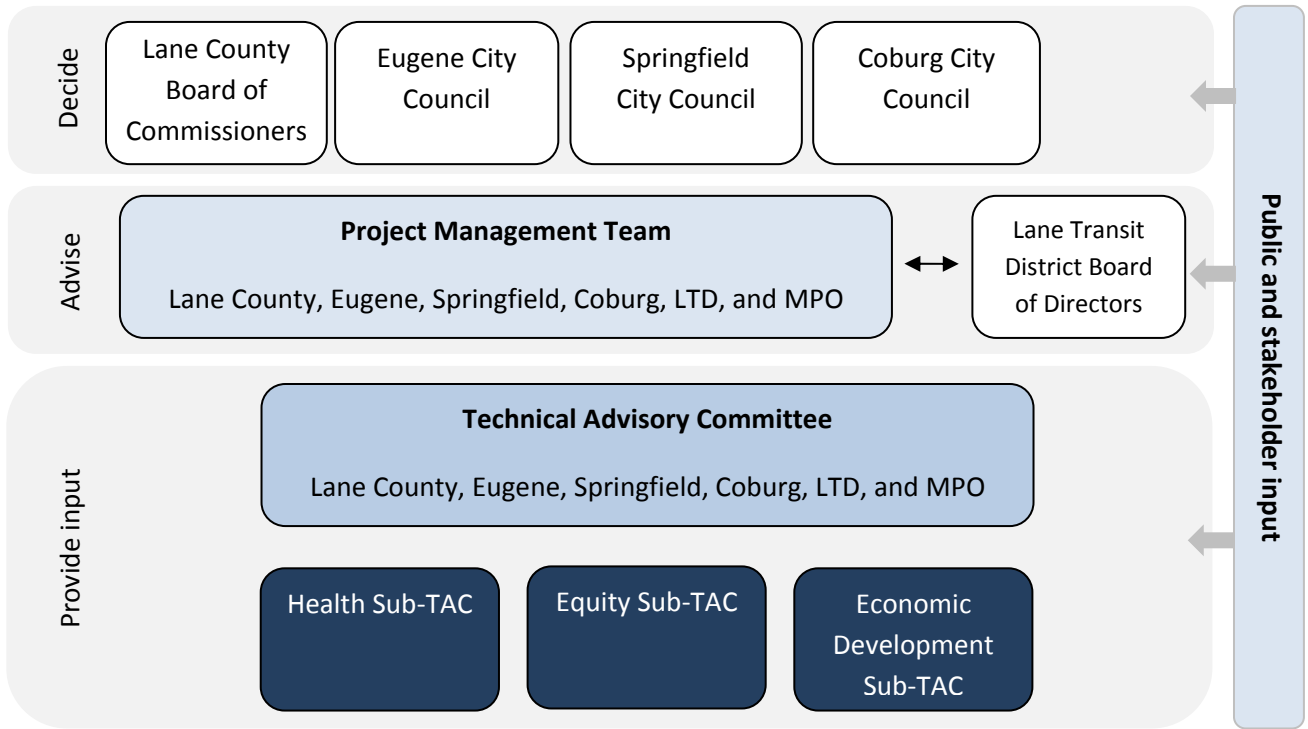 Decide
Lane County
Board of
Commissioners
Eugene City
Council
Springfield
City Council
Coburg City
Council
Advise
Project Management Team
Lane County, Eugene, Springfield, Coburg, LTD, and MPO
Lane Transit
District Board
of Directors
Provide input
Technical Advisory Committee
Lane County, Eugene, Springfield, Coburg, LTD, and MPO
Health Sub-TAC
Equity Sub-TAC
Economic
Development
Sub-TAC
Public and stakeholder input